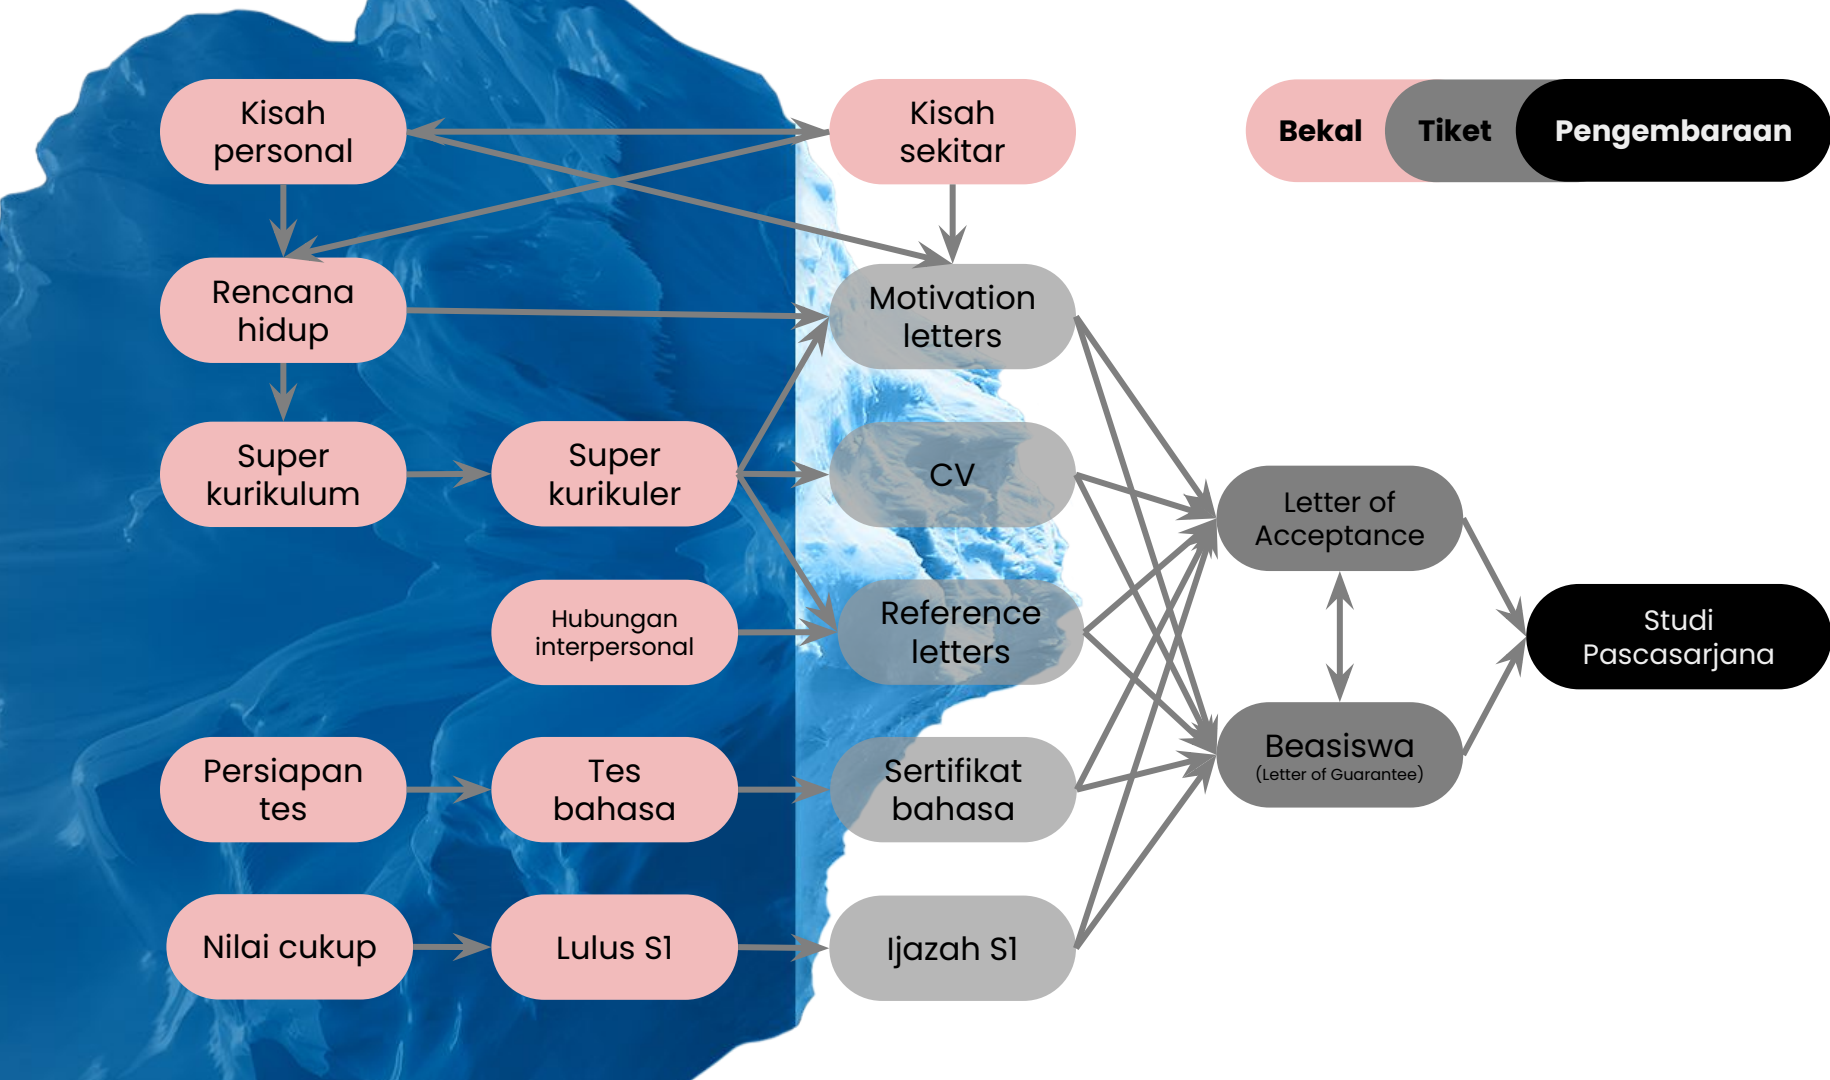 Kisah
personal
Kisah
sekitar
Bekal
Tiket
Pengembaraan
Rencana
hidup
Motivation
letters
Super
kurikulum
Super
kurikuler
CV
Letter of
Acceptance
Hubungan
interpersonal
Reference
letters
Studi
Pascasarjana
Persiapan
tes
Tes
bahasa
Sertifikat
bahasa
Beasiswa
(Letter of Guarantee)
Nilai cukup
Lulus S1
Ijazah S1